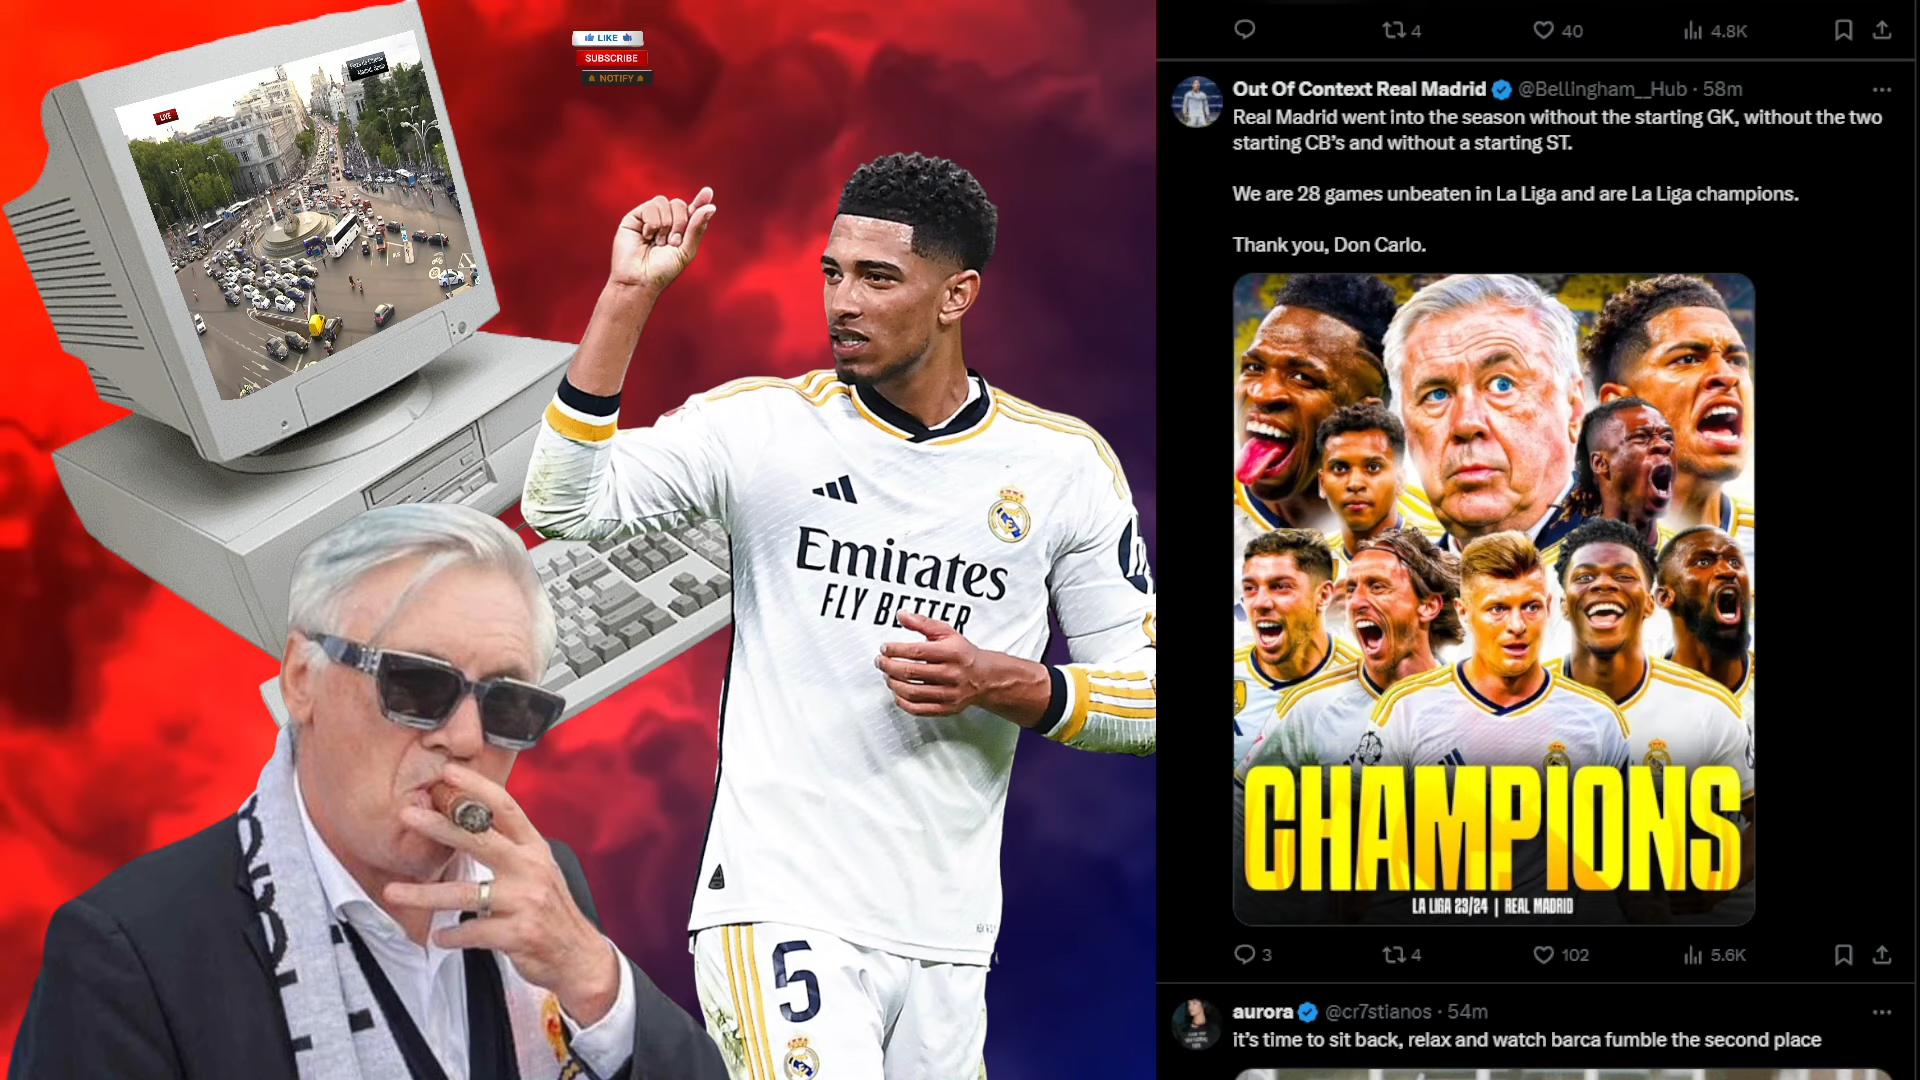 LIKE
SUBSCRIBE
NOTIFY
LIVE
Emirates
FLY BETTER
5
4
40
4.8K
Out Of Context Real Madrid @Bellingham__Hub · 58m
Real Madrid went into the season without the starting GK, without the two
starting CB's and without a starting ST.
We are 28 games unbeaten in La Liga and are La Liga champions.
Thank you, Don Carlo.
CHAMPIONS
LA LIGA 23/24 | REAL MADRID
3
4
102
5.6K
aurora @cr7stianos · 54m
it's time to sit back, relax and watch barca fumble the second place